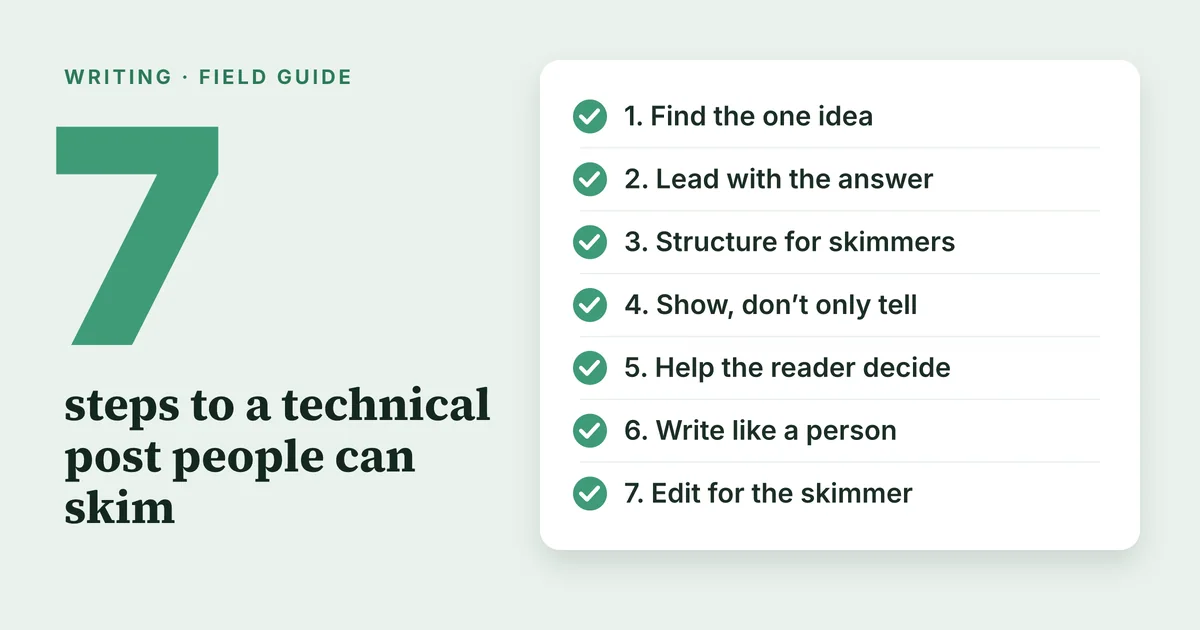 WRITING · FIELD GUIDE
7
steps to a technical
post people can
skim
1. Find the one idea
2. Lead with the answer
3. Structure for skimmers
4. Show, don’t only tell
5. Help the reader decide
6. Write like a person
7. Edit for the skimmer